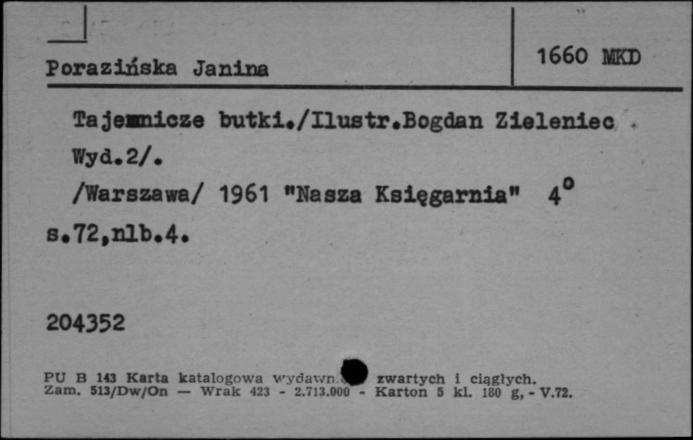 Porazińska Janina
1660 MKD
Tajemnicze butki./Ilustr.Bogdan Zieleniec
Wyd.2/.
/Warszawa/ 1961 "Nasza Księgarnia" 4°
s.72,nlb.4.
204352
PU B 143 Karta katalogowa wydawn. zwartych i ciągłych.
Zam. 513/Dw/On — Wrak 423 - 2.713.000 - Karton 5 kl. 180 g, - V.72.